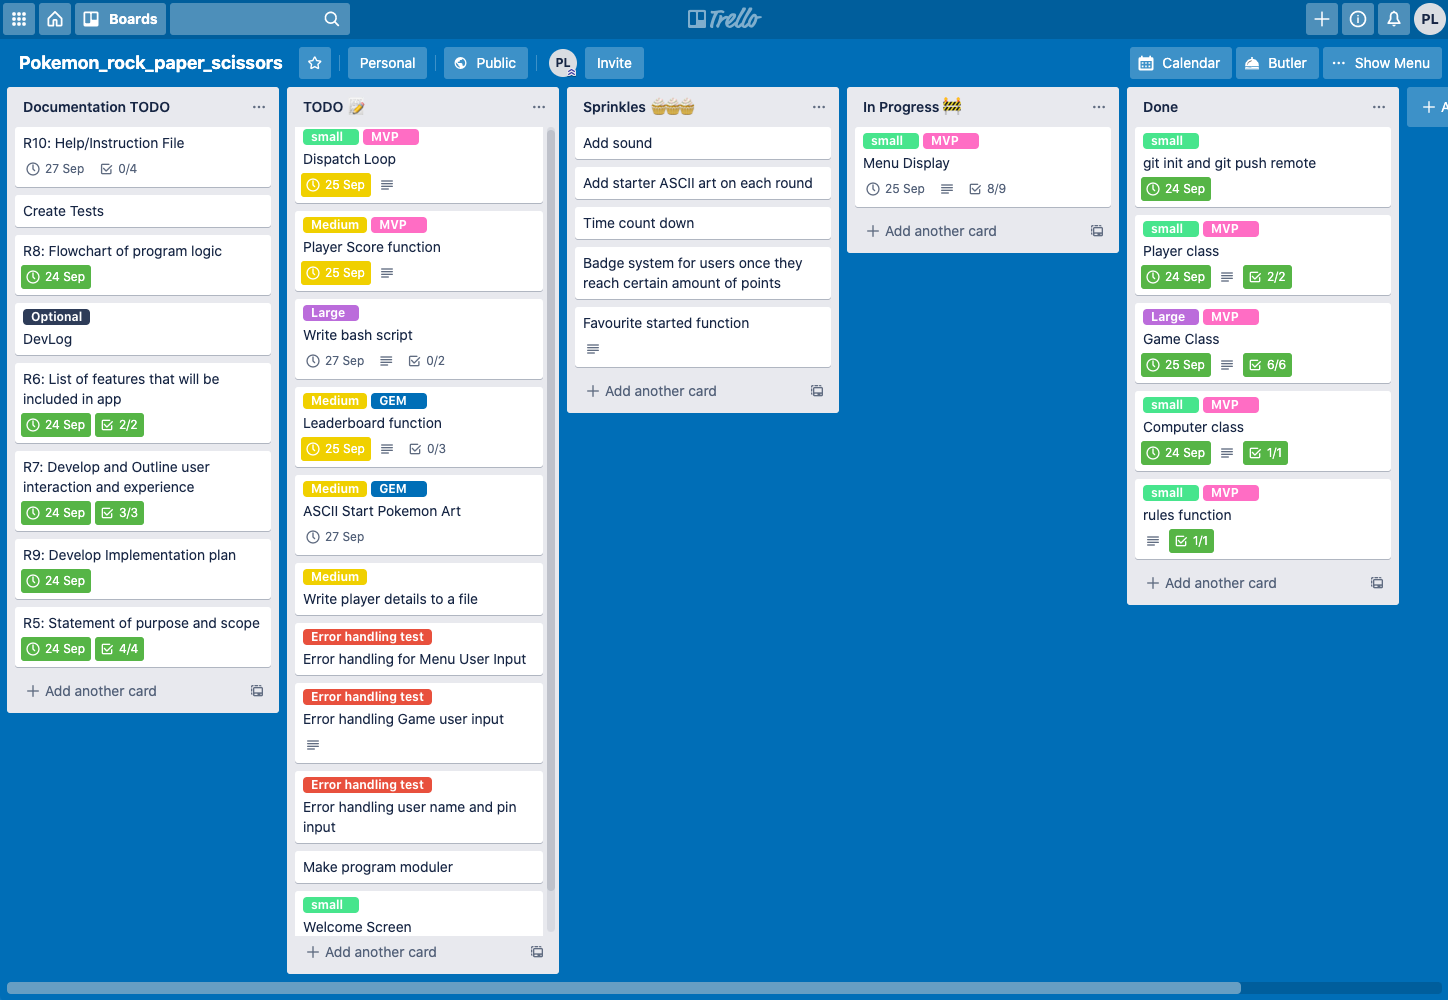 Boards
Trello
PL
Pokemon_rock_paper_scissors
Personal
Public
PL
Invite
Calendar
Butler
Show Menu
Documentation TODO
R10: Help/Instruction File
27 Sep 0/4
Create Tests
R8: Flowchart of program logic
24 Sep
Optional
DevLog
R6: List of features that will be
included in app
24 Sep 2/2
R7: Develop and Outline user
interaction and experience
24 Sep 3/3
R9: Develop Implementation plan
24 Sep
R5: Statement of purpose and scope
24 Sep 4/4
Add another card
TODO
small MVP
Dispatch Loop
25 Sep
Medium MVP
Player Score function
25 Sep
Large
Write bash script
27 Sep 0/2
Medium GEM
Leaderboard function
25 Sep 0/3
Medium GEM
ASCII Start Pokemon Art
27 Sep
Medium
Write player details to a file
Error handling test
Error handling for Menu User Input
Error handling test
Error handling Game user input
Error handling test
Error handling user name and pin
input
Make program moduler
small
Welcome Screen
Add another card
Sprinkles
Add sound
Add starter ASCII art on each round
Time count down
Badge system for users once they
reach certain amount of points
Favourite started function
Add another card
In Progress
small MVP
Menu Display
25 Sep 8/9
Add another card
Done
small
git init and git push remote
24 Sep
small MVP
Player class
24 Sep 2/2
Large MVP
Game Class
25 Sep 6/6
small MVP
Computer class
24 Sep 1/1
small MVP
rules function
1/1
Add another card